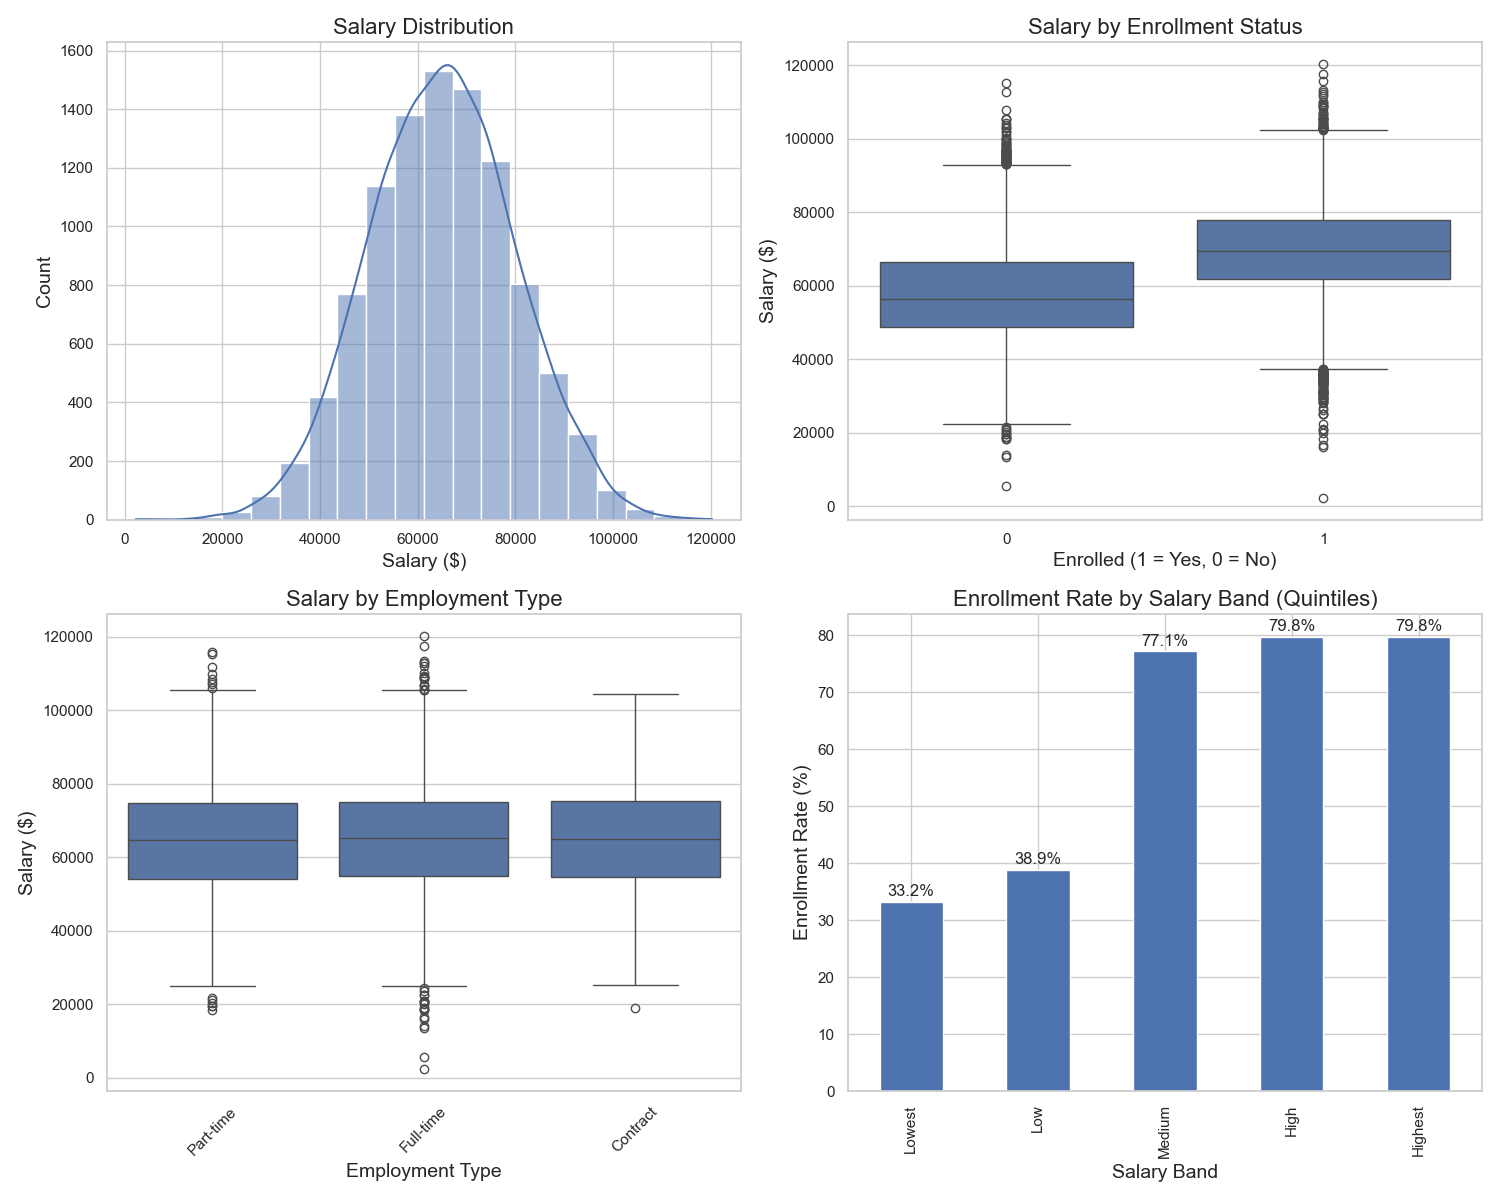 Salary Distribution
1600
1400
1200
1000
800
600
400
200
0
Count
0 20000 40000 60000 80000 100000 120000
Salary ($)
Salary by Enrollment Status
120000
100000
80000
60000
40000
20000
0
Salary ($)
0 1
Enrolled (1 = Yes, 0 = No)
Salary by Employment Type
120000
100000
80000
60000
40000
20000
0
Salary ($)
Part-time Full-time Contract
Employment Type
Enrollment Rate by Salary Band (Quintiles)
80
70
60
50
40
30
20
10
0
Enrollment Rate (%)
33.2% 38.9% 77.1% 79.8% 79.8%
Lowest Low Medium High Highest
Salary Band